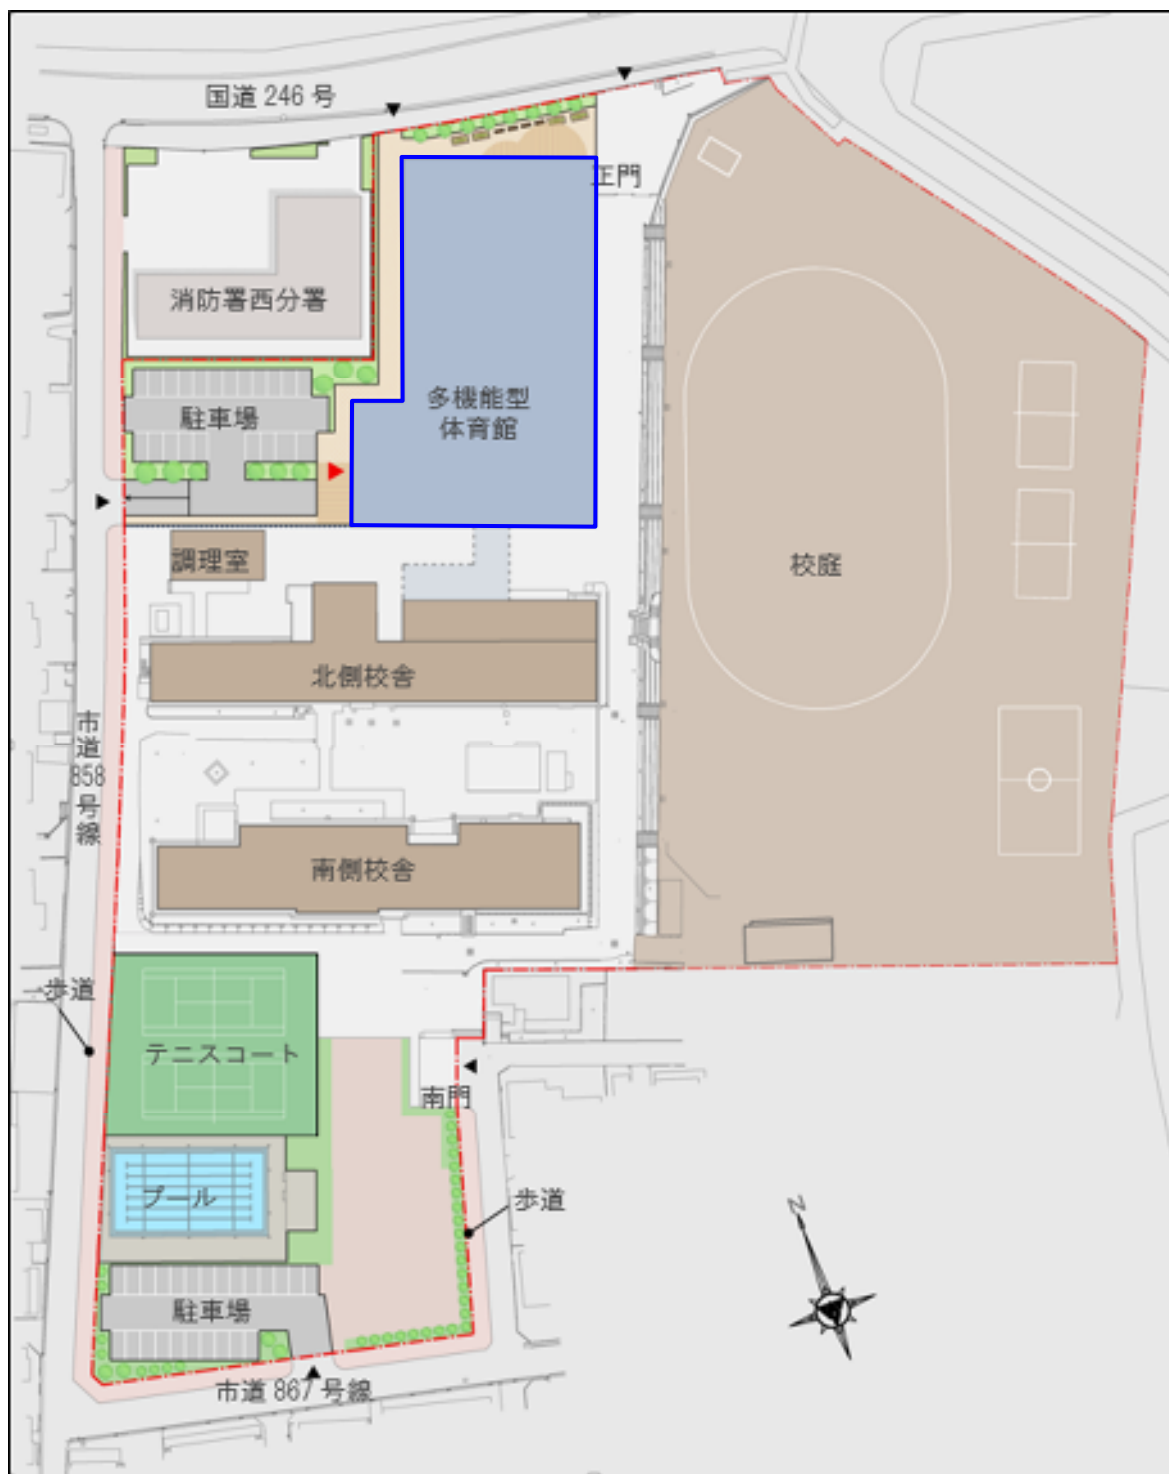 国道 246 号
正門
消防署西分署
多機能型
体育館
駐車場
調理室
校庭
北側校舎
市道858号線
南側校舎
歩道
テニスコート
南門
プール
歩道
駐車場
市道 867 号線
N